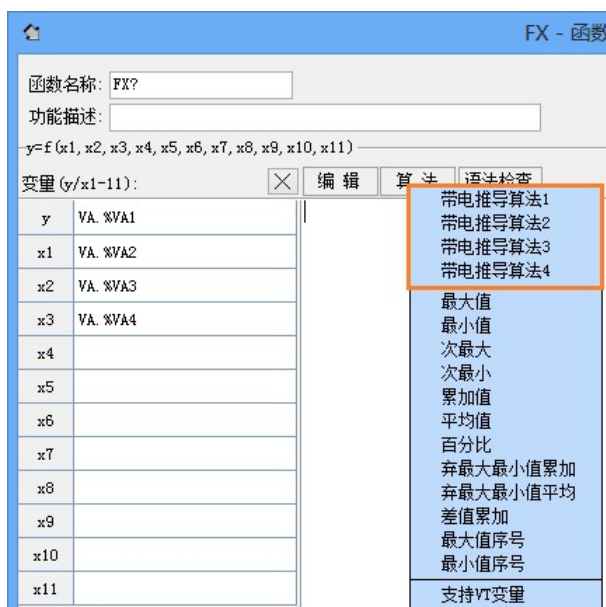 FX - 函数
函数名称: FX?
功能描述:
y=f(x1, x2, x3, x4, x5, x6, x7, x8, x9, x10, x11)
变量(y/x1-11): 编 辑 算 法 语法检查
y VA.%VA1
x1 VA.%VA2
x2 VA.%VA3
x3 VA.%VA4
x4
x5
x6
x7
x8
x9
x10
x11
带电推导算法1
带电推导算法2
带电推导算法3
带电推导算法4
最大值
最小值
次最大
次最小
累加值
平均值
百分比
弃最大最小值累加
弃最大最小值平均
差值累加
最大值序号
最小值序号
支持VT变量